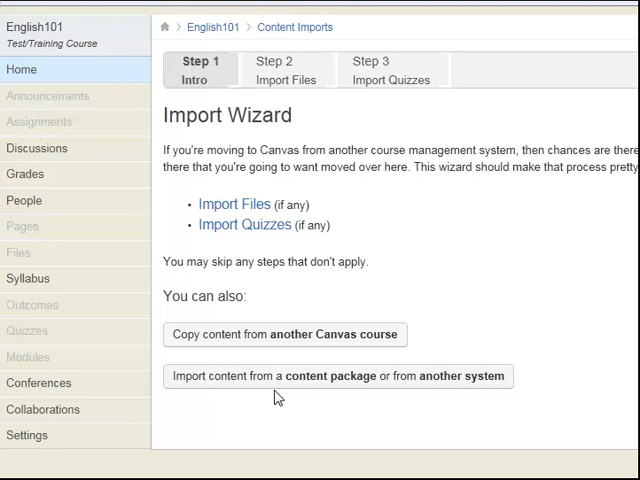 English101
Test/Training Course
Home
Announcements
Assignments
Discussions
Grades
People
Pages
Files
Syllabus
Outcomes
Quizzes
Modules
Conferences
Collaborations
Settings
English101 Content Imports
Step 1 Step 2 Step 3
Intro Import Files Import Quizzes
Import Wizard
If you're moving to Canvas from another course management system, then chances are there
there that you're going to want moved over here. This wizard should make that process pretty
• Import Files (if any)
• Import Quizzes (if any)
You may skip any steps that don't apply.
You can also:
Copy content from another Canvas course
Import content from a content package or from another system